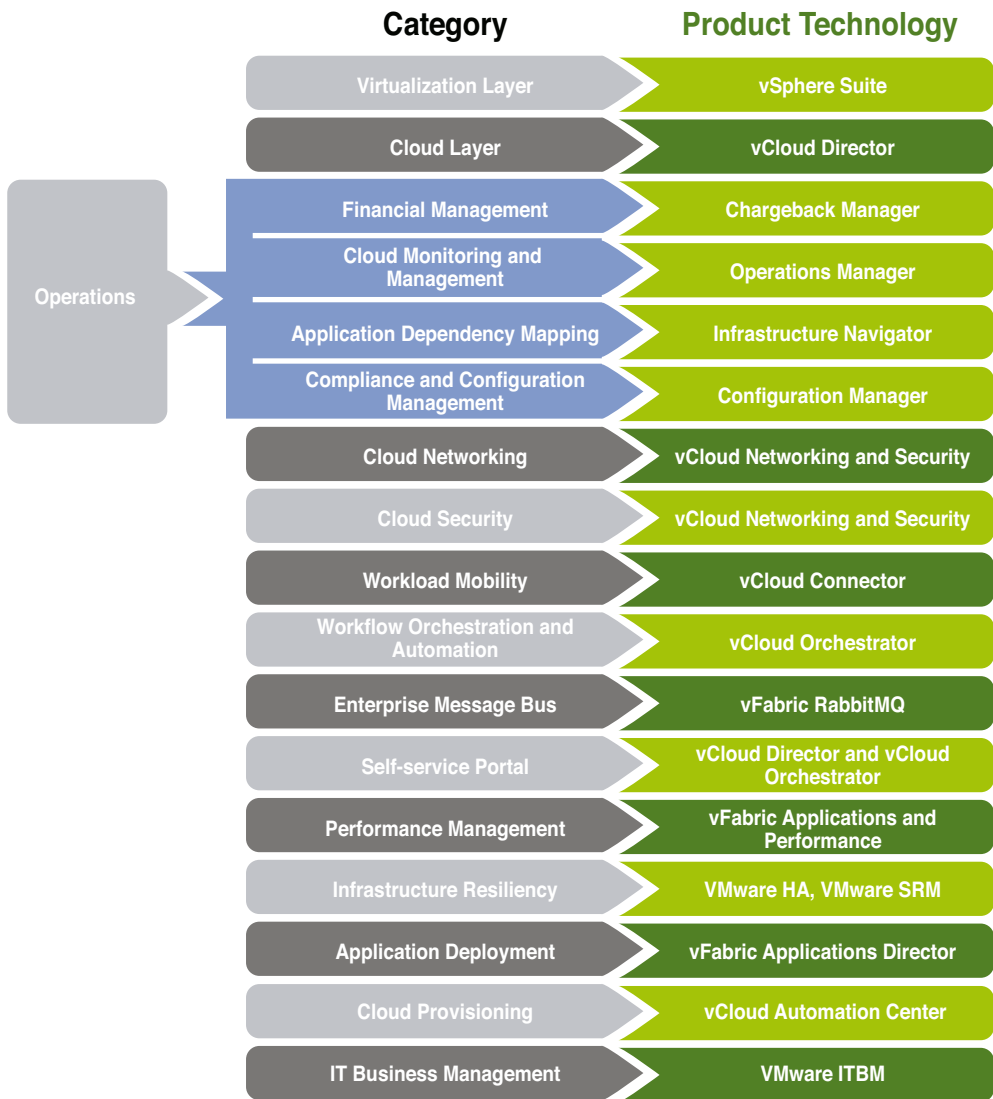 Category
Product Technology
Virtualization Layer
vSphere Suite
Cloud Layer
vCloud Director
Operations
Financial Management
Chargeback Manager
Cloud Monitoring and
Management
Operations Manager
Application Dependency Mapping
Infrastructure Navigator
Compliance and Configuration
Management
Configuration Manager
Cloud Networking
vCloud Networking and Security
Cloud Security
vCloud Networking and Security
Workload Mobility
vCloud Connector
Workflow Orchestration and
Automation
vCloud Orchestrator
Enterprise Message Bus
vFabric RabbitMQ
Self-service Portal
vCloud Director and vCloud
Orchestrator
Performance Management
vFabric Applications and
Performance
Infrastructure Resiliency
VMware HA, VMware SRM
Application Deployment
vFabric Applications Director
Cloud Provisioning
vCloud Automation Center
IT Business Management
VMware ITBM